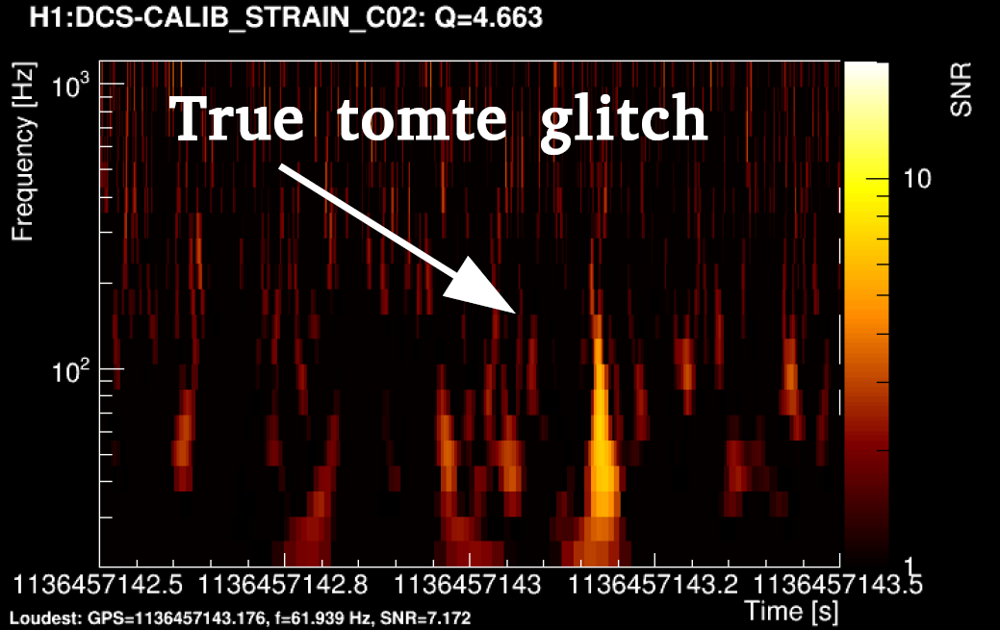 H1:DCS-CALIB_STRAIN_C02: Q=4.663
Frequency [Hz]
SNR
10³
True tomte glitch
10
10²
1
1136457142.5 1136457142.8 1136457143 1136457143.2 1136457143.5
Time [s]
Loudest: GPS=1136457143.176, f=61.939 Hz, SNR=7.172